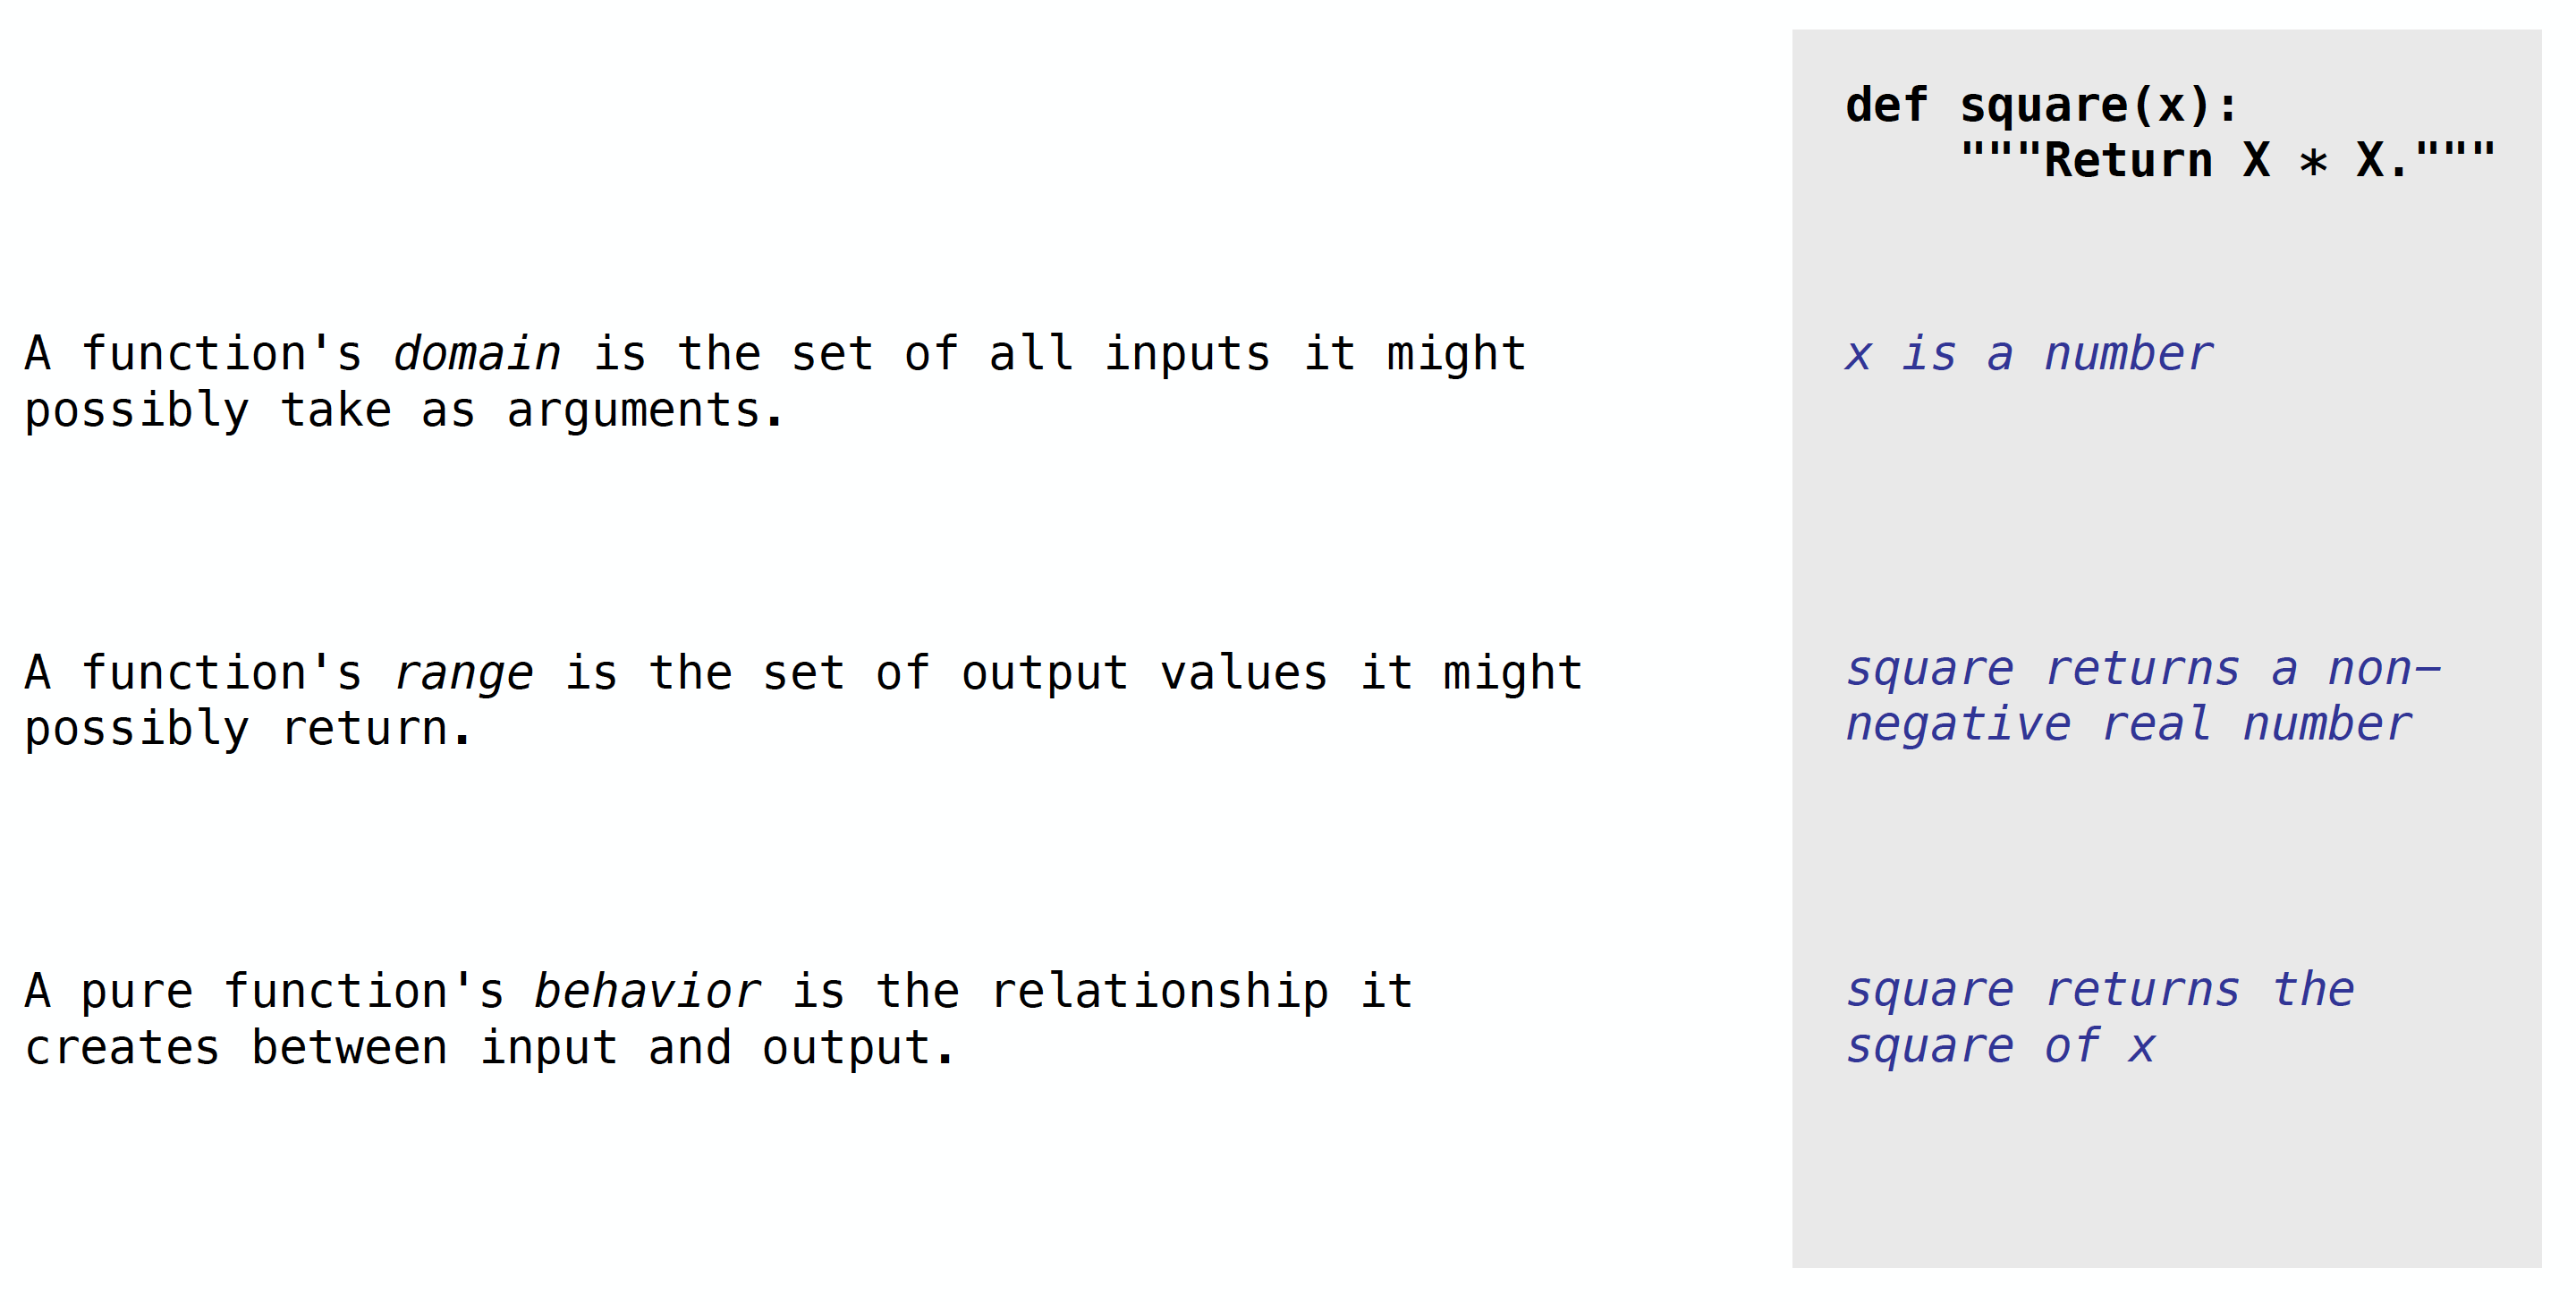 def square(x):
"""Return X * X."""
A function's domain is the set of all inputs it might
possibly take as arguments.
x is a number
A function's range is the set of output values it might
possibly return.
square returns a non-
negative real number
A pure function's behavior is the relationship it
creates between input and output.
square returns the
square of x